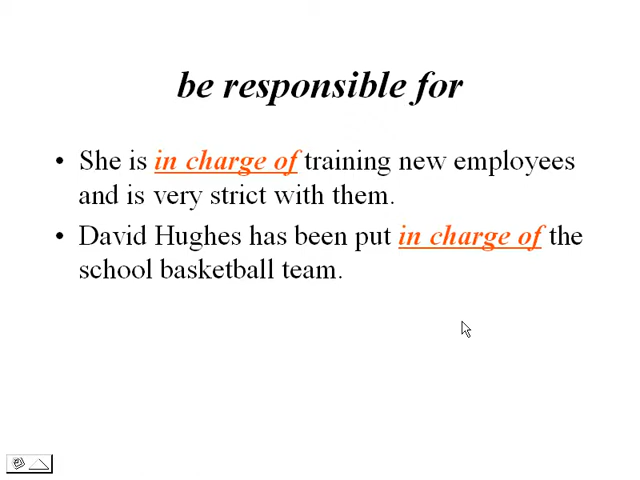 be responsible for
• She is in charge of training new employees
and is very strict with them.
• David Hughes has been put in charge of the
school basketball team.